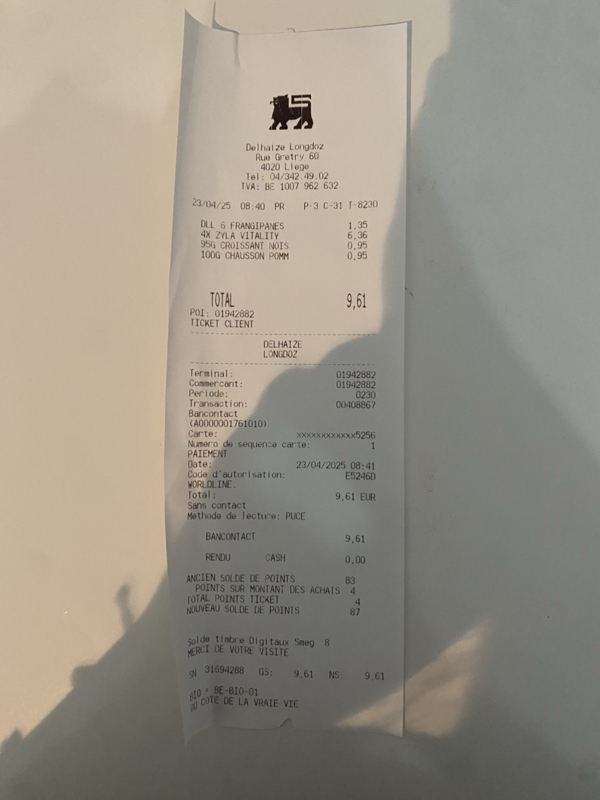 Delhaize Longdoz
Rue Gretry 60
4020 Liege
Tel: 04/342.49.02
TVA: BE 1007 962 632
23/04/25 08:40 PR P-3 C-31 T-8230
DLL 6 FRANGIPANES 1,35
4X ZYLA VITALITY 6,36
95G CROISSANT NOIS 0,95
100G CHAUSSON POMM 0,95
TOTAL 9,61
POI: 01942882
TICKET CLIENT
DELHAIZE
LONGDOZ
Terminal: 01942882
Commercant: 01942882
Periode: 0230
Transaction: 00408867
Bancontact
(A0000001761010)
Carte: xxxxxxxxxxxx5256
Numero de sequence carte: 1
PAIEMENT
Date: 23/04/2025 08:41
Code d'autorisation: E5246D
WORLDLINE.
Total: 9,61 EUR
Sans contact
Methode de lecture: PUCE
BANCONTACT 9,61
RENDU CASH 0,00
ANCIEN SOLDE DE POINTS 83
POINTS SUR MONTANT DES ACHATS 4
TOTAL POINTS TICKET 4
NOUVEAU SOLDE DE POINTS 87
Solde timbre Digitaux Smeg 8
MERCI DE VOTRE VISITE
SN 31694288 GS: 9,61 NS: 9,61
BIO = BE-BIO-01
DU COTE DE LA VRAIE VIE